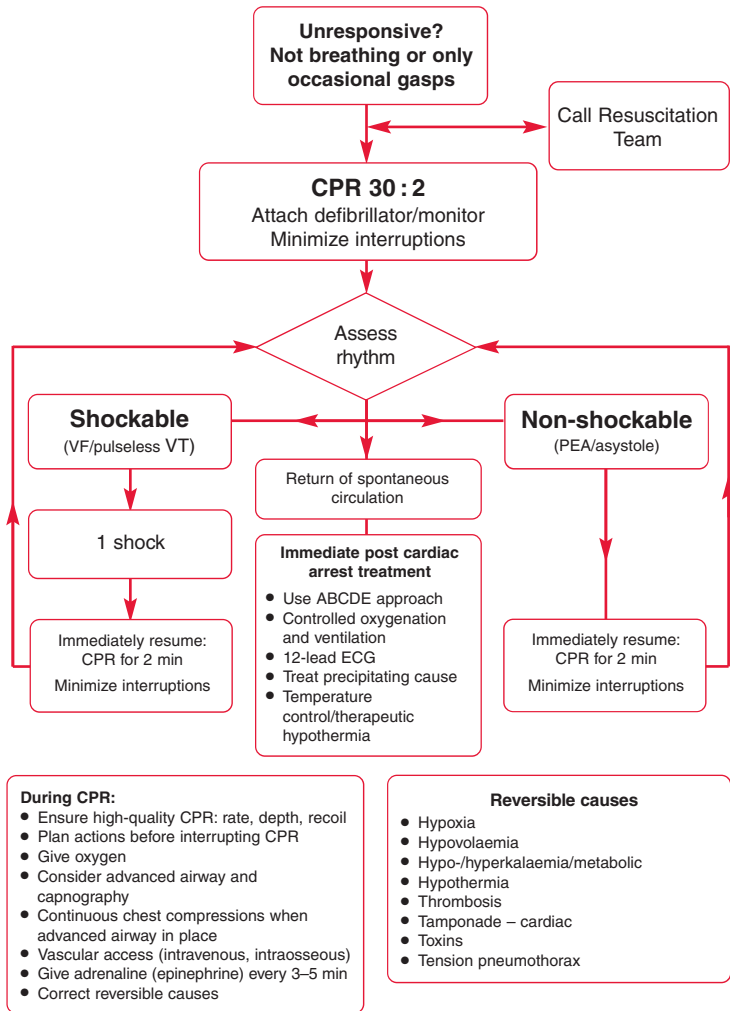 Unresponsive?
Not breathing or only
occasional gasps
Call Resuscitation
Team
CPR 30 : 2
Attach defibrillator/monitor
Minimize interruptions
Assess
rhythm
Shockable
(VF/pulseless VT)
Non-shockable
(PEA/asystole)
Return of spontaneous
circulation
1 shock
Immediate post cardiac
arrest treatment
● Use ABCDE approach
● Controlled oxygenation
and ventilation
● 12-lead ECG
● Treat precipitating cause
● Temperature
control/therapeutic
hypothermia
Immediately resume:
CPR for 2 min
Minimize interruptions
Immediately resume:
CPR for 2 min
Minimize interruptions
During CPR:
● Ensure high-quality CPR: rate, depth, recoil
● Plan actions before interrupting CPR
● Give oxygen
● Consider advanced airway and
capnography
● Continuous chest compressions when
advanced airway in place
● Vascular access (intravenous, intraosseous)
● Give adrenaline (epinephrine) every 3–5 min
● Correct reversible causes
Reversible causes
● Hypoxia
● Hypovolaemia
● Hypo-/hyperkalaemia/metabolic
● Hypothermia
● Thrombosis
● Tamponade – cardiac
● Toxins
● Tension pneumothorax